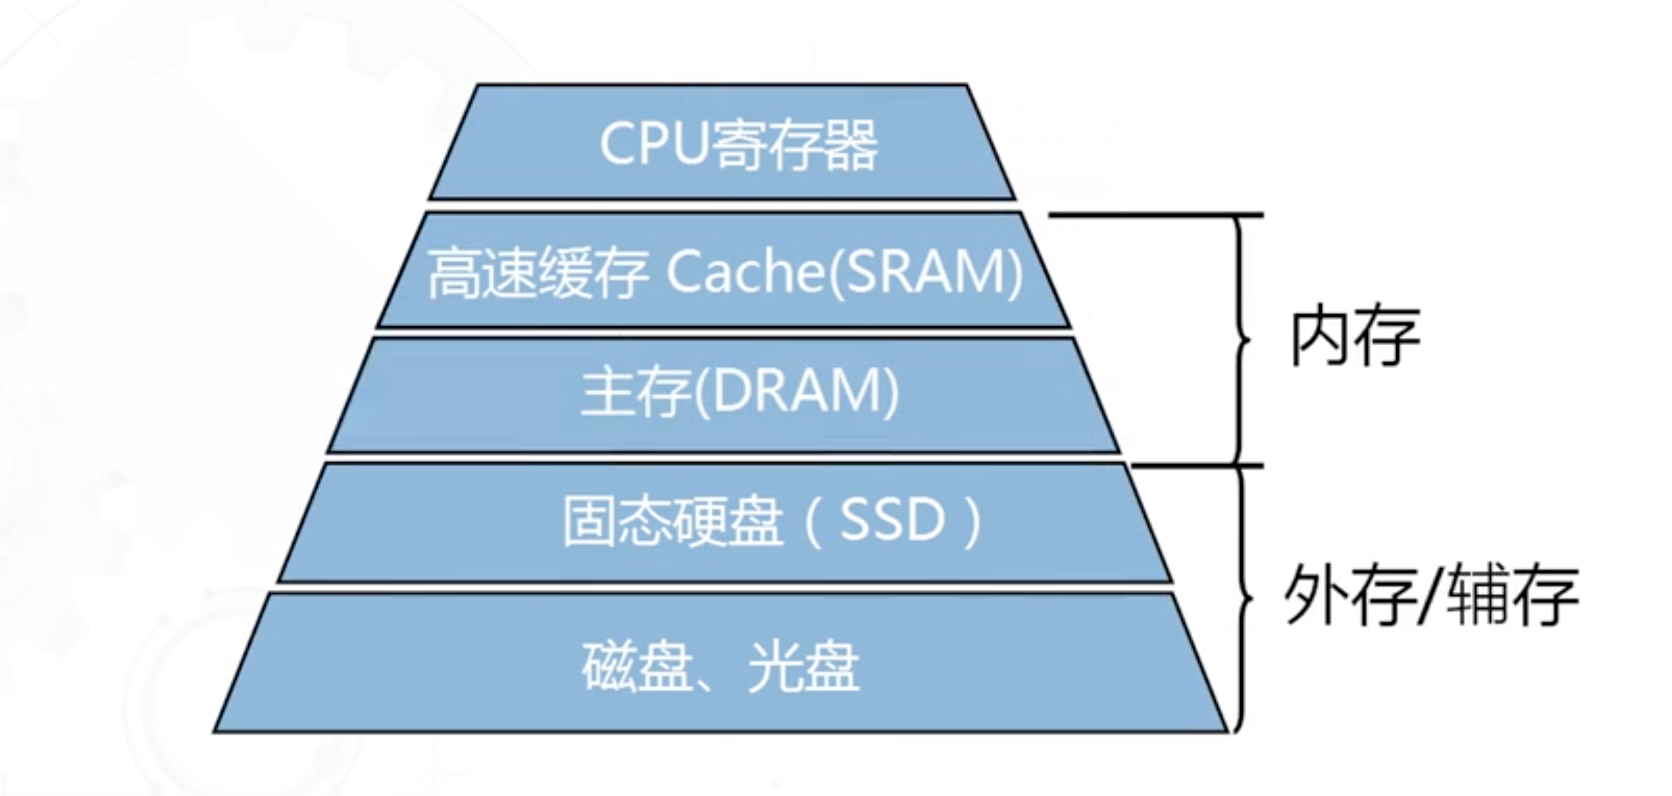 CPU寄存器
高速缓存 Cache(SRAM)
主存(DRAM)
内存
固态硬盘（SSD）
外存/辅存
磁盘、光盘